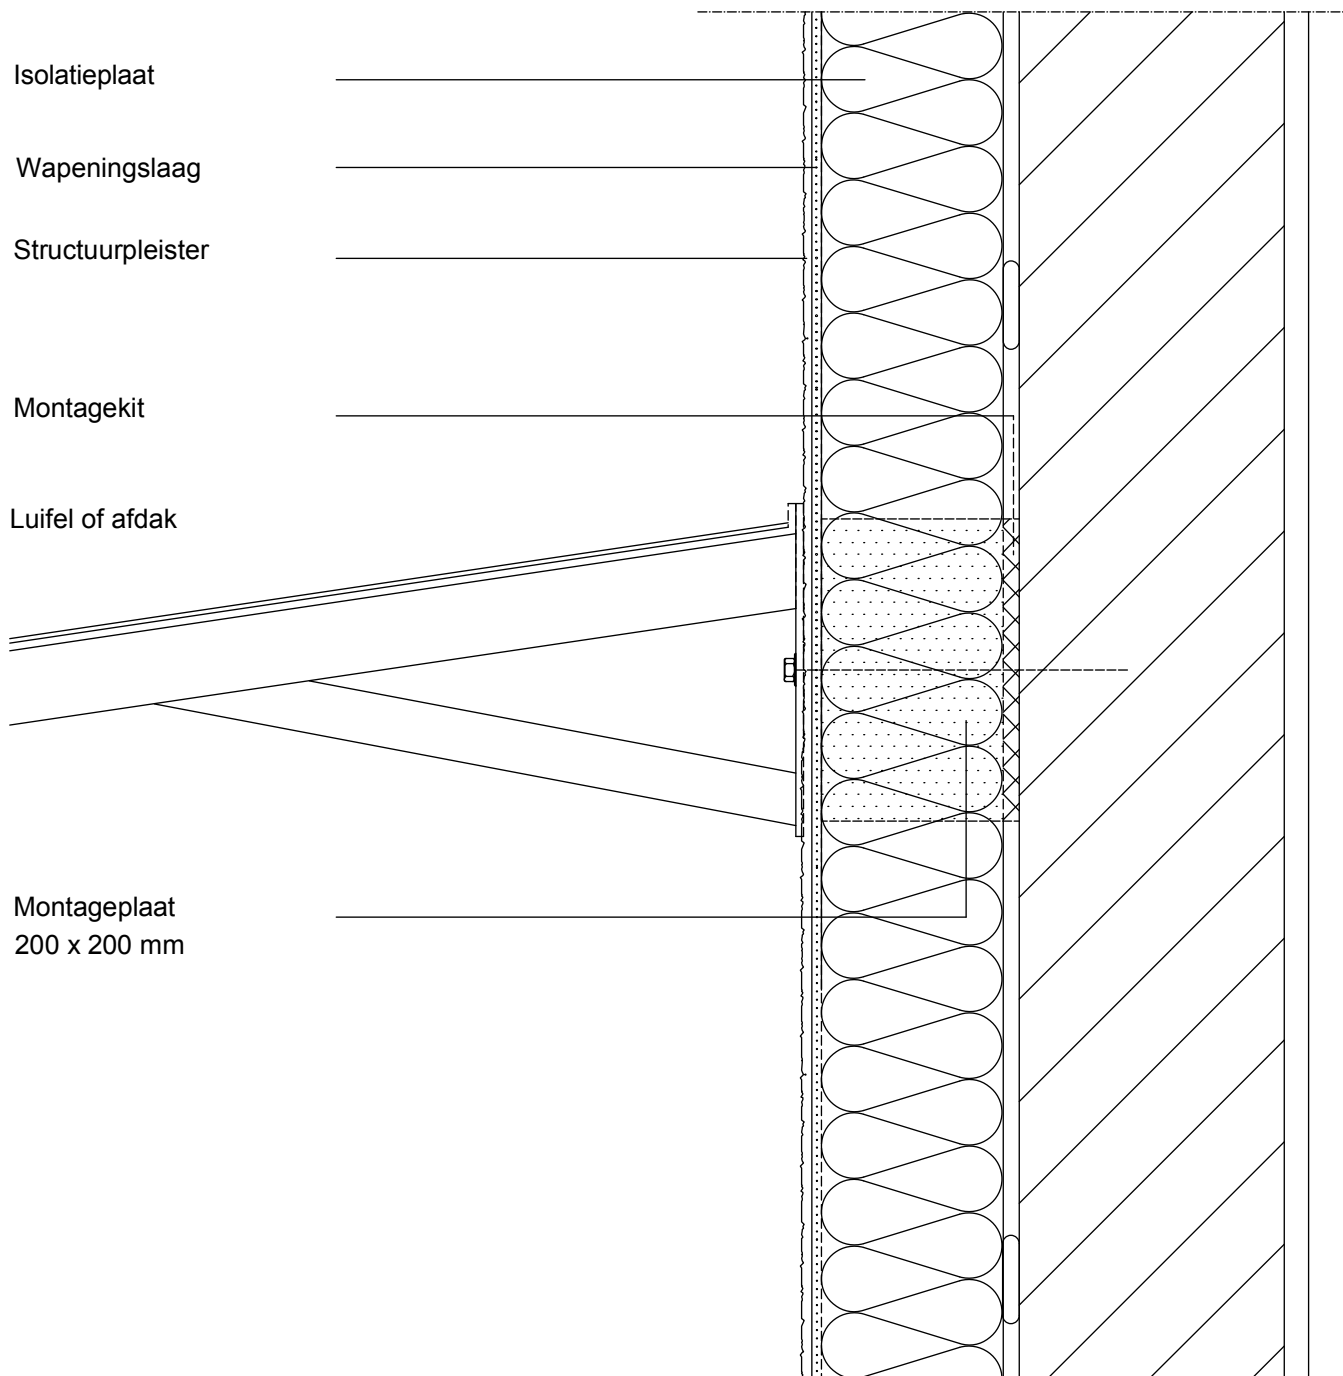 Isolatieplaat
Wapeningslaag
Structuurpleister
Montagekit
Luifel of afdak
Montageplaat
200 x 200 mm